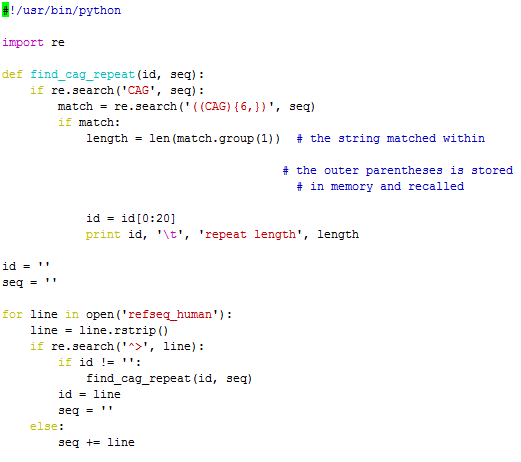 #!/usr/bin/python
import re
def find_cag_repeat(id, seq):
    if re.search('CAG', seq):
        match = re.search('((CAG){6,})', seq)
        if match:
            length = len(match.group(1))  # the string matched within
                                        # the outer parentheses is stored
                                          # in memory and recalled
            id = id[0:20]
            print id, '\t', 'repeat length', length
id = ''
seq = ''
for line in open('refseq_human'):
    line = line.rstrip()
    if re.search('^>', line):
        if id != '':
            find_cag_repeat(id, seq)
        id = line
        seq = ''
    else:
        seq += line